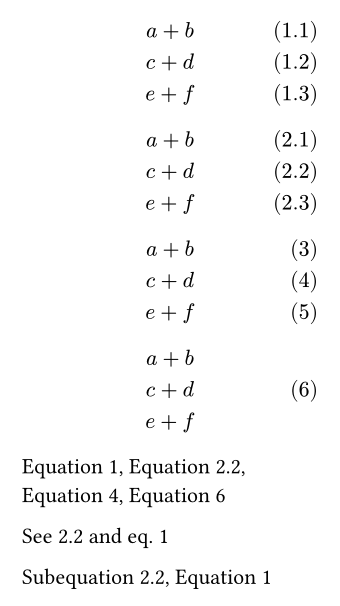 a + b (1.1)
c + d (1.2)
e + f (1.3)
a + b (2.1)
c + d (2.2)
e + f (2.3)
a + b (3)
c + d (4)
e + f (5)
a + b
c + d (6)
e + f
Equation 1, Equation 2.2,
Equation 4, Equation 6
See 2.2 and eq. 1
Subequation 2.2, Equation 1